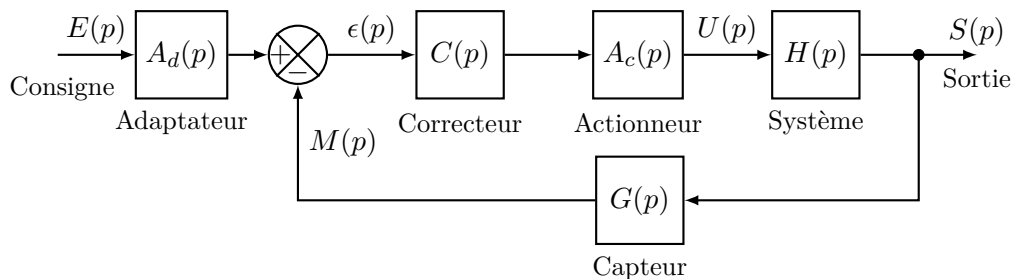 E(p)
Consigne
A_d(p)
Adaptateur
+
−
ϵ(p)
C(p)
Correcteur
A_c(p)
Actionneur
U(p)
H(p)
Système
S(p)
Sortie
M(p)
G(p)
Capteur